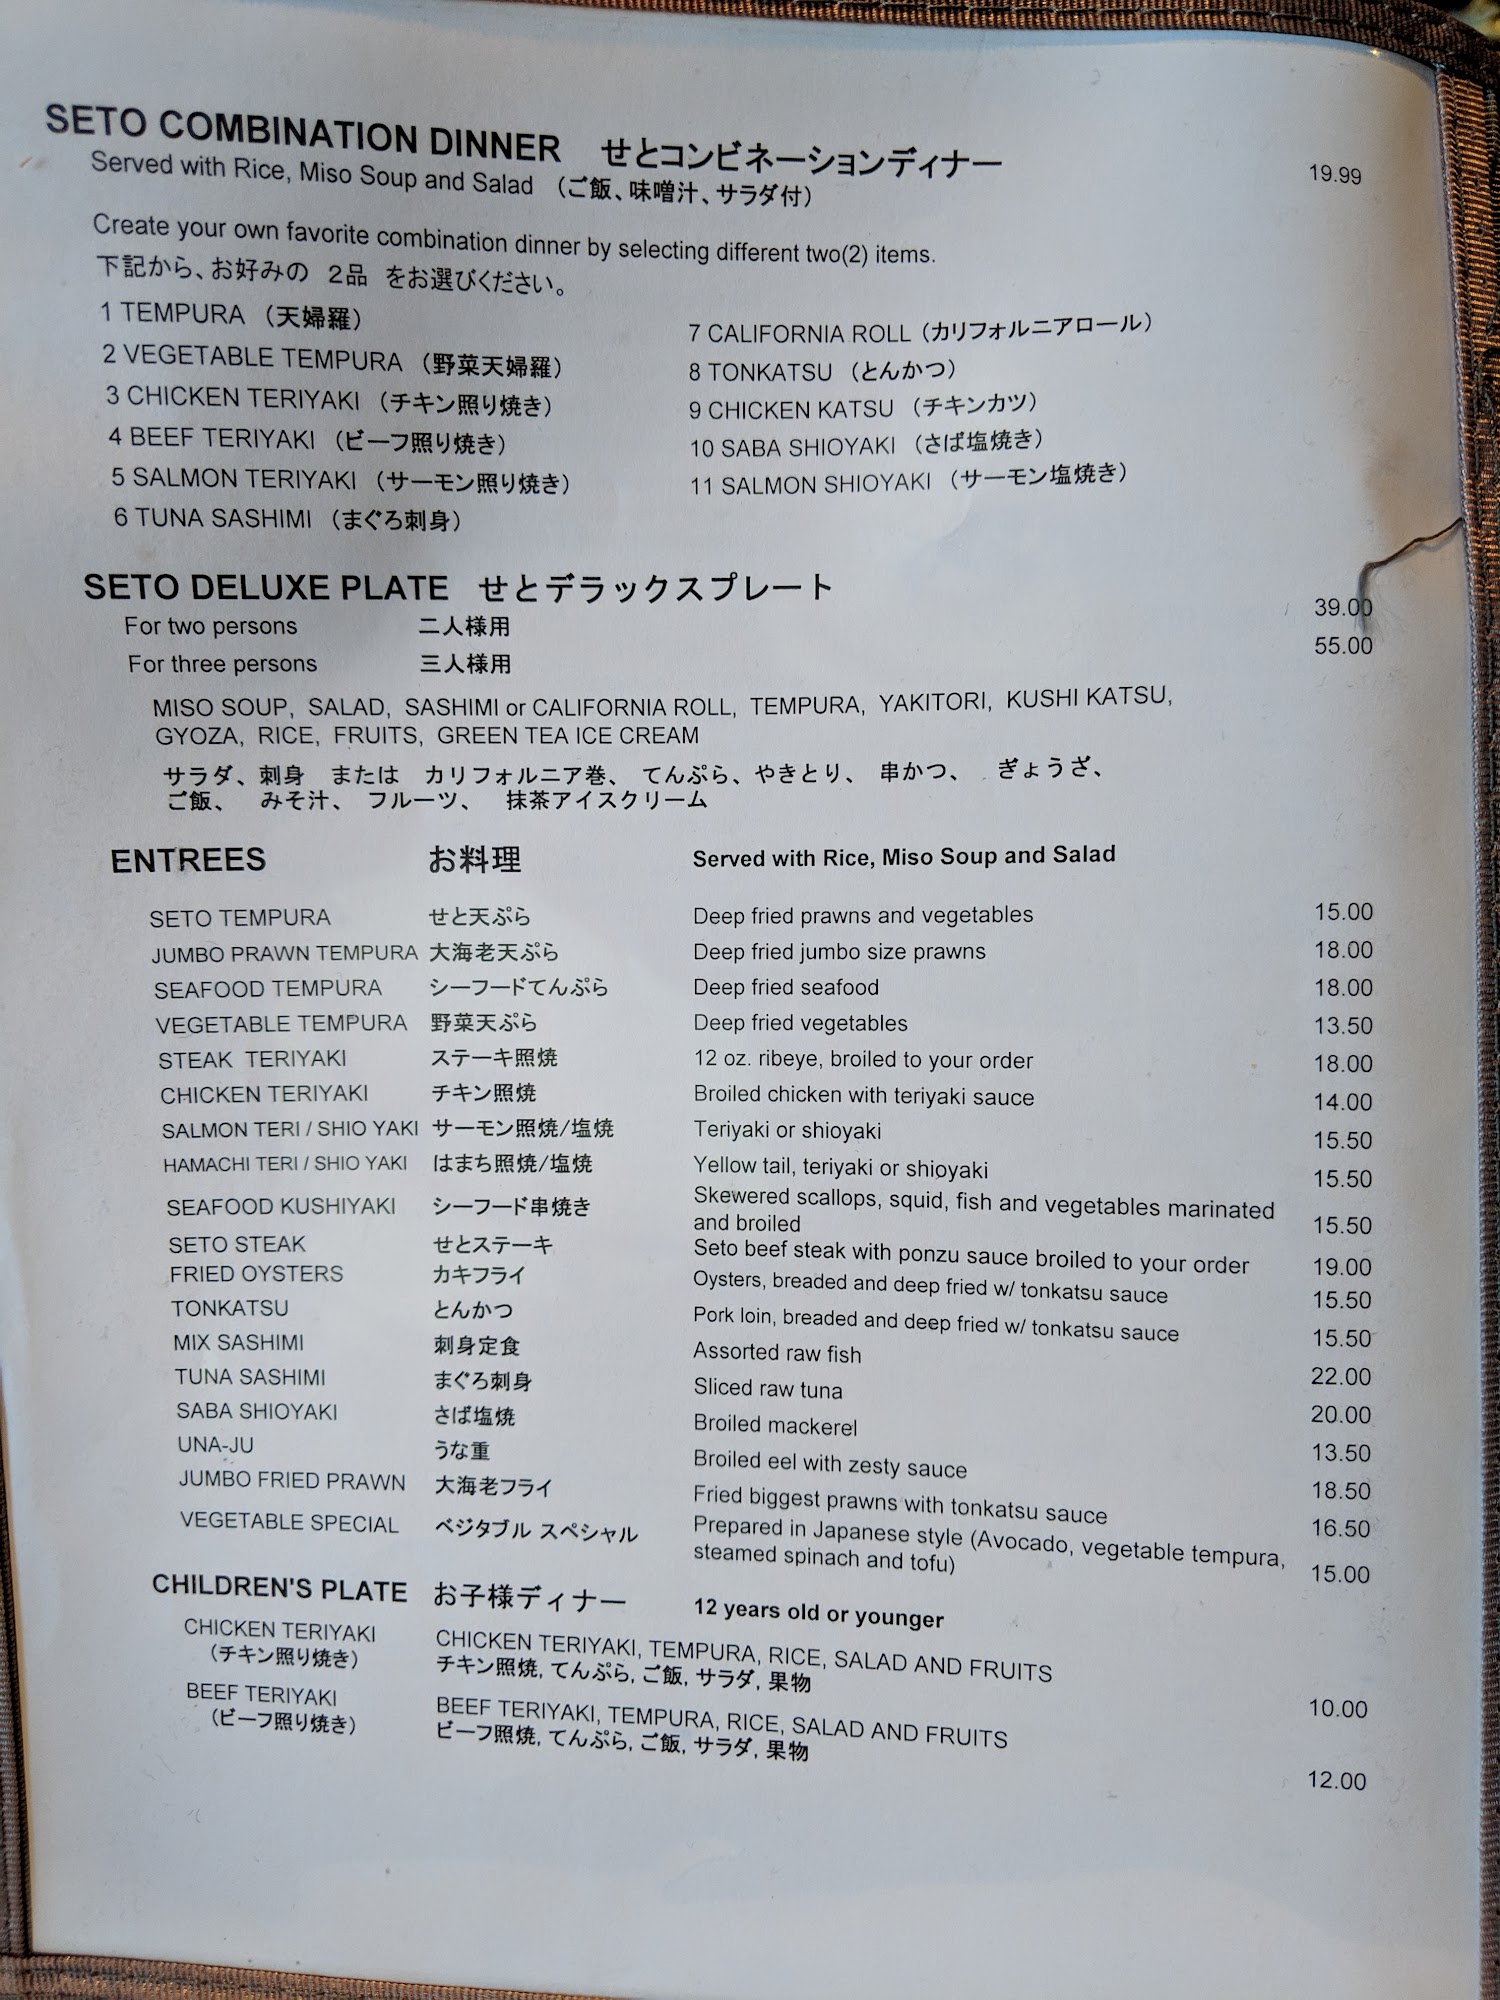 SETO COMBINATION DINNER せとコンビネーションディナー 19.99
Served with Rice, Miso Soup and Salad （ご飯、味噌汁、サラダ付）
Create your own favorite combination dinner by selecting different two(2) items.
下記から、お好みの 2品 をお選びください。
1 TEMPURA （天婦羅）
2 VEGETABLE TEMPURA （野菜天婦羅）
3 CHICKEN TERIYAKI （チキン照り焼き）
4 BEEF TERIYAKI （ビーフ照り焼き）
5 SALMON TERIYAKI （サーモン照り焼き）
6 TUNA SASHIMI （まぐろ刺身）
7 CALIFORNIA ROLL （カリフォルニアロール）
8 TONKATSU （とんかつ）
9 CHICKEN KATSU （チキンカツ）
10 SABA SHIOYAKI （さば塩焼き）
11 SALMON SHIOYAKI （サーモン塩焼き）
SETO DELUXE PLATE せとデラックスプレート
For two persons 二人様用 39.00
For three persons 三人様用 55.00
MISO SOUP, SALAD, SASHIMI or CALIFORNIA ROLL, TEMPURA, YAKITORI, KUSHI KATSU,
GYOZA, RICE, FRUITS, GREEN TEA ICE CREAM
サラダ、刺身 または カリフォルニア巻、 てんぷら、やきとり、 串かつ、 ぎょうざ、
ご飯、 みそ汁、 フルーツ、 抹茶アイスクリーム
ENTREES お料理 Served with Rice, Miso Soup and Salad
SETO TEMPURA せと天ぷら Deep fried prawns and vegetables 15.00
JUMBO PRAWN TEMPURA 大海老天ぷら Deep fried jumbo size prawns 18.00
SEAFOOD TEMPURA シーフードてんぷら Deep fried seafood 18.00
VEGETABLE TEMPURA 野菜天ぷら Deep fried vegetables 13.50
STEAK TERIYAKI ステーキ照焼 12 oz. ribeye, broiled to your order 18.00
CHICKEN TERIYAKI チキン照焼 Broiled chicken with teriyaki sauce 14.00
SALMON TERI / SHIO YAKI サーモン照焼/塩焼 Teriyaki or shioyaki 15.50
HAMACHI TERI / SHIO YAKI はまち照焼/塩焼 Yellow tail, teriyaki or shioyaki 15.50
SEAFOOD KUSHIYAKI シーフード串焼き Skewered scallops, squid, fish and vegetables marinated
and broiled 15.50
SETO STEAK せとステーキ Seto beef steak with ponzu sauce broiled to your order 19.00
FRIED OYSTERS カキフライ Oysters, breaded and deep fried w/ tonkatsu sauce 15.50
TONKATSU とんかつ Pork loin, breaded and deep fried w/ tonkatsu sauce 15.50
MIX SASHIMI 刺身定食 Assorted raw fish 22.00
TUNA SASHIMI まぐろ刺身 Sliced raw tuna 20.00
SABA SHIOYAKI さば塩焼 Broiled mackerel 13.50
UNA-JU うな重 Broiled eel with zesty sauce 18.50
JUMBO FRIED PRAWN 大海老フライ Fried biggest prawns with tonkatsu sauce 16.50
VEGETABLE SPECIAL ベジタブル スペシャル Prepared in Japanese style (Avocado, vegetable tempura,
steamed spinach and tofu) 15.00
CHILDREN'S PLATE お子様ディナー 12 years old or younger
CHICKEN TERIYAKI CHICKEN TERIYAKI, TEMPURA, RICE, SALAD AND FRUITS
（チキン照り焼き） チキン照焼, てんぷら, ご飯, サラダ, 果物 10.00
BEEF TERIYAKI BEEF TERIYAKI, TEMPURA, RICE, SALAD AND FRUITS
（ビーフ照り焼き） ビーフ照焼, てんぷら, ご飯, サラダ, 果物 12.00